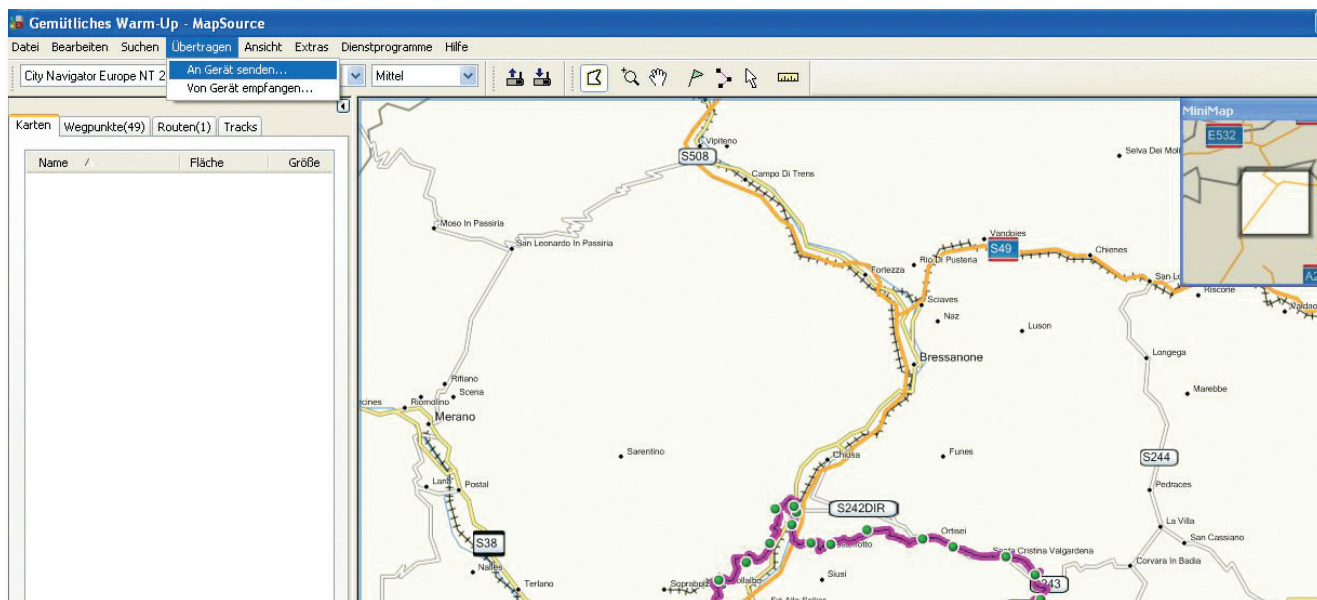 Gemütliches Warm-Up - MapSource
Datei Bearbeiten Suchen Übertragen Ansicht Extras Dienstprogramme Hilfe
An Gerät senden...
Von Gerät empfangen...
City Navigator Europe NT 2
Mittel
Karten Wegpunkte(49) Routen(1) Tracks
Name / Fläche Größe
MiniMap
E532
Vipiteno
S508
Selva Dei Moli
Campo Di Trens
Moso In Passiria
San Leonardo In Passiria
Vandoies
S49
Chienes
Rio Di Pusteria
Fortezza
San Lo
A2
Riscone
Valdao
Sciaves
Naz
Luson
Bressanone
Longega
Rifiano
Scena
Marebbe
cines
Merano
Sarentino
Chiusa
Funes
S244
Lana
Postal
Pedraces
S242DIR
La Villa
Ortisei
San Cassiano
S38
Santa Cristina Valgardena
Corvara In Badia
Nalles
Siusi
Terlano